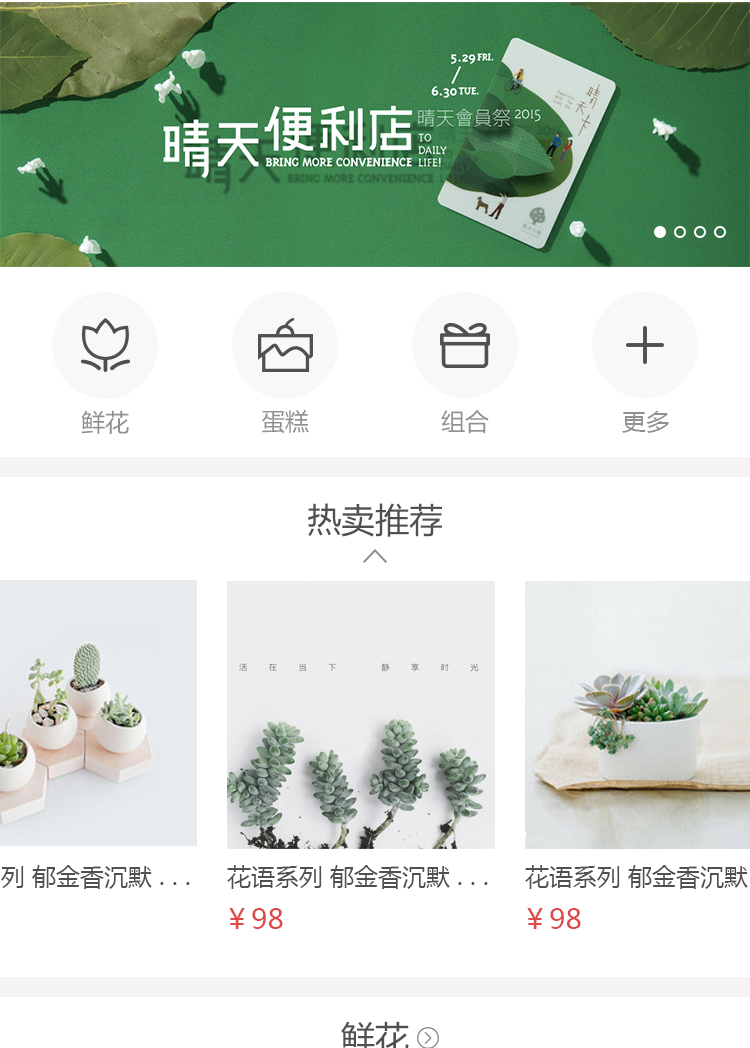 5.29 FRI.
/
6.30 TUE.
晴天便利店
BRING MORE CONVENIENCE
晴天會員祭 2015
TO
DAILY
LIFE!
晴天卡
鲜花
蛋糕
组合
更多
热卖推荐
活在当下 静享时光
列 郁金香沉默 . . .
花语系列 郁金香沉默 . . .
花语系列 郁金香沉默
¥ 98
¥ 98
鲜花